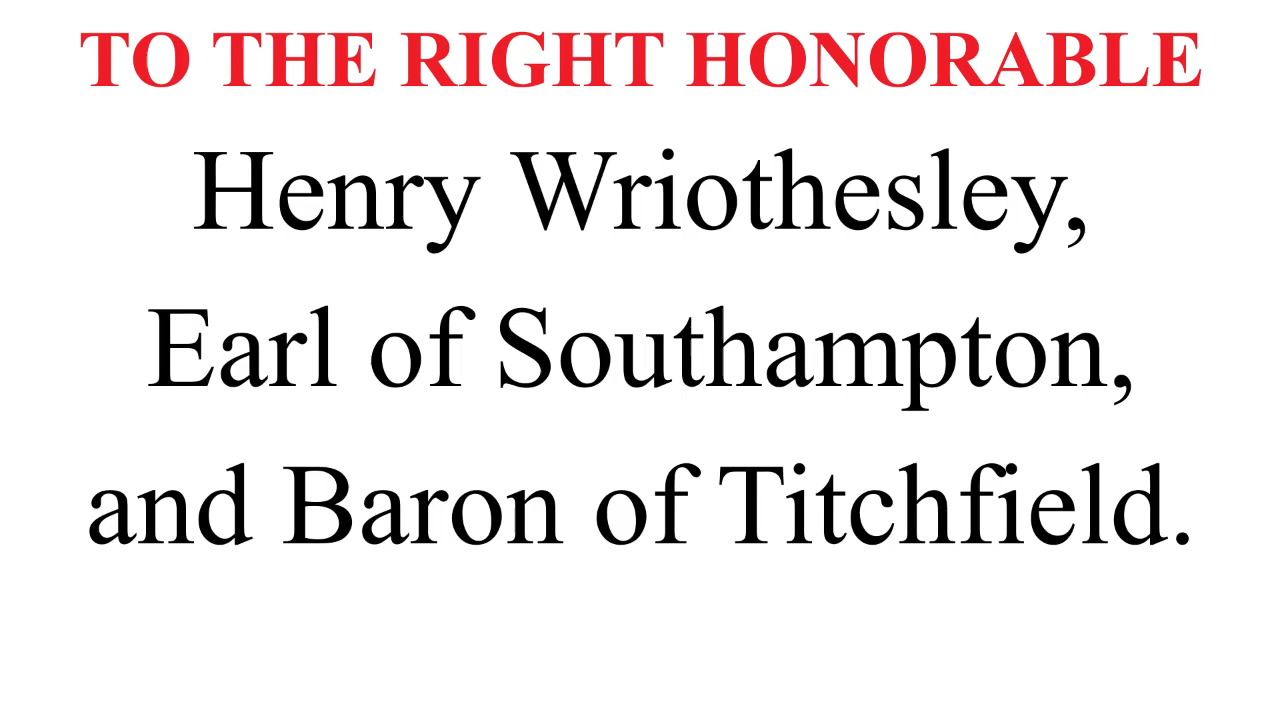 TO THE RIGHT HONORABLE
Henry Wriothesley,
Earl of Southampton,
and Baron of Titchfield.